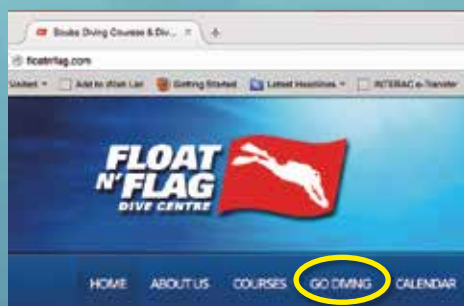 Scuba Diving Courses & Div...
floatnflag.com
Add to Wish List Getting Started Latest Headlines INTERAC e-Transfer
FLOAT
N'FLAG
DIVE CENTRE
HOME ABOUT US COURSES GO DIVING CALENDAR